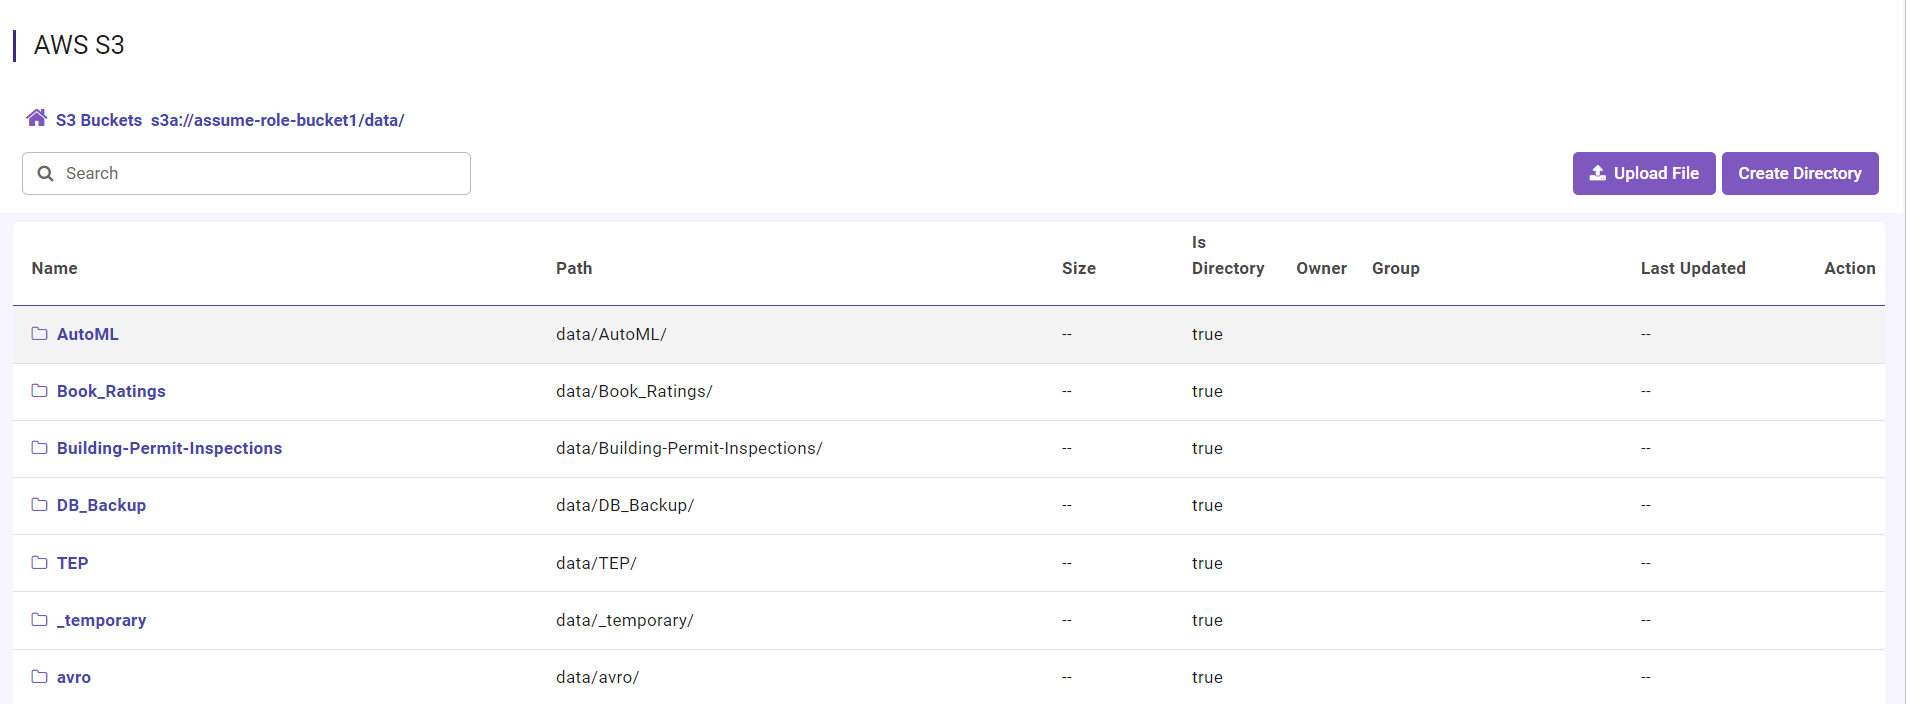 AWS S3
S3 Buckets s3a://assume-role-bucket1/data/
Search
Upload File
Create Directory
Name Path Size Is Directory Owner Group Last Updated Action
AutoML data/AutoML/ -- true --
Book_Ratings data/Book_Ratings/ -- true --
Building-Permit-Inspections data/Building-Permit-Inspections/ -- true --
DB_Backup data/DB_Backup/ -- true --
TEP data/TEP/ -- true --
_temporary data/_temporary/ -- true --
avro data/avro/ -- true --